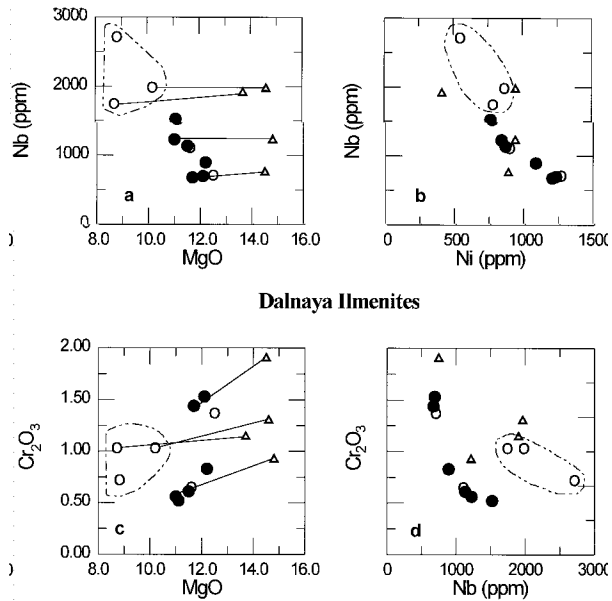 3000
2000
1000
0
Nb (ppm)
a
8.0 10.0 12.0 14.0 16.0
MgO
Nb (ppm)
b
0 500 1000 1500
Ni (ppm)
Dalnaya Ilmenites
2.00
1.50
1.00
0.50
0.00
Cr2O3
c
8.0 10.0 12.0 14.0 16.0
MgO
Cr2O3
d
0 1000 2000 3000
Nb (ppm)